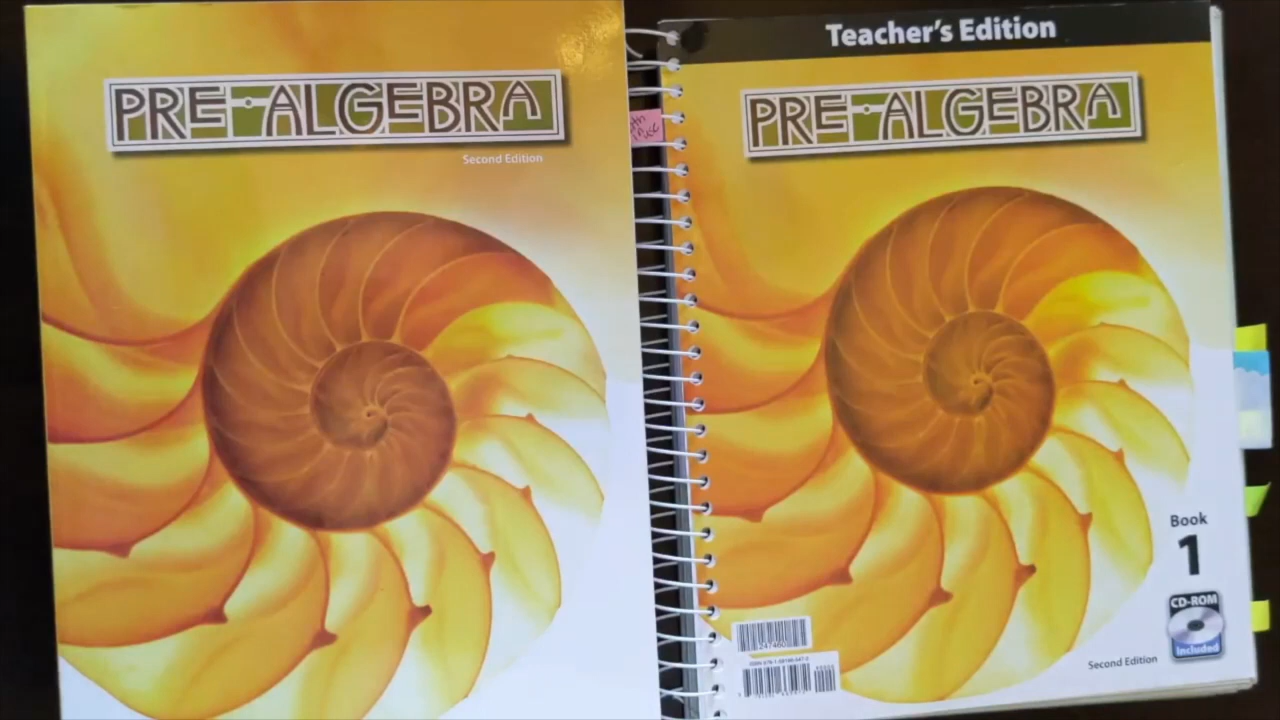 PRE-ALGEBRA
Second Edition
Teacher's Edition
PRE-ALGEBRA
Book
1
CD-ROM
Included
Second Edition